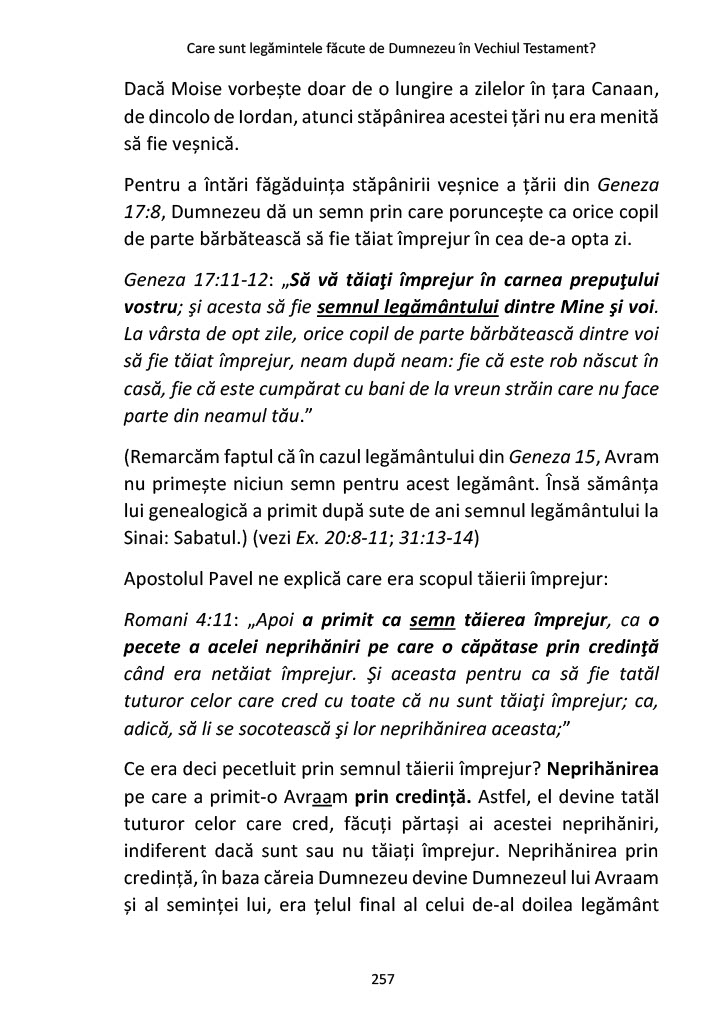 Care sunt legămintele făcute de Dumnezeu în Vechiul Testament?
Dacă Moise vorbește doar de o lungire a zilelor în țara Canaan,
de dincolo de Iordan, atunci stăpânirea acestei țări nu era menită
să fie veșnică.
Pentru a întări făgăduința stăpânirii veșnice a țării din Geneza
17:8, Dumnezeu dă un semn prin care poruncește ca orice copil
de parte bărbătească să fie tăiat împrejur în cea de-a opta zi.
Geneza 17:11-12: „Să vă tăiaţi împrejur în carnea prepuţului
vostru; şi acesta să fie semnul legământului dintre Mine şi voi.
La vârsta de opt zile, orice copil de parte bărbătească dintre voi
să fie tăiat împrejur, neam după neam: fie că este rob născut în
casă, fie că este cumpărat cu bani de la vreun străin care nu face
parte din neamul tău.”
(Remarcăm faptul că în cazul legământului din Geneza 15, Avram
nu primește niciun semn pentru acest legământ. Însă sămânța
lui genealogică a primit după sute de ani semnul legământului la
Sinai: Sabatul.) (vezi Ex. 20:8-11; 31:13-14)
Apostolul Pavel ne explică care era scopul tăierii împrejur:
Romani 4:11: „Apoi a primit ca semn tăierea împrejur, ca o
pecete a acelei neprihăniri pe care o căpătase prin credinţă
când era netăiat împrejur. Şi aceasta pentru ca să fie tatăl
tuturor celor care cred cu toate că nu sunt tăiaţi împrejur; ca,
adică, să li se socotească şi lor neprihănirea aceasta;”
Ce era deci pecetluit prin semnul tăierii împrejur? Neprihănirea
pe care a primit-o Avraam prin credință. Astfel, el devine tatăl
tuturor celor care cred, făcuți părtași ai acestei neprihăniri,
indiferent dacă sunt sau nu tăiați împrejur. Neprihănirea prin
credință, în baza căreia Dumnezeu devine Dumnezeul lui Avraam
și al seminței lui, era țelul final al celui de-al doilea legământ
257